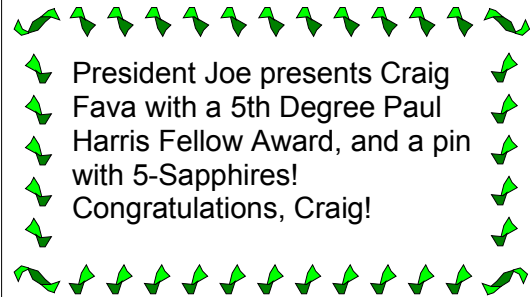 President Joe presents Craig
Fava with a 5th Degree Paul
Harris Fellow Award, and a pin
with 5-Sapphires!
Congratulations, Craig!